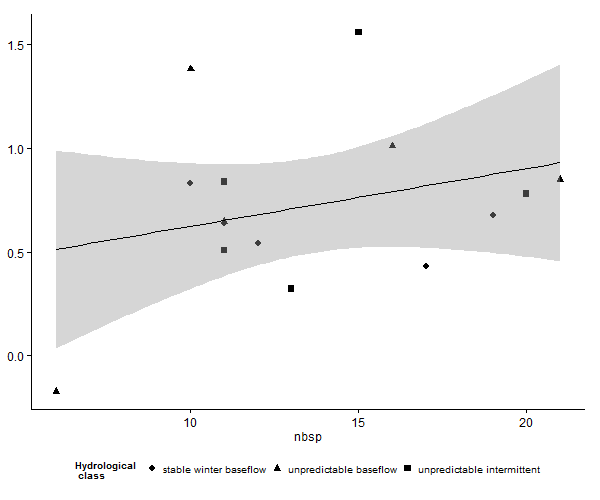 1.5
1.0
0.5
0.0
10 15 20
nbsp
Hydrological
class
stable winter baseflow unpredictable baseflow unpredictable intermittent